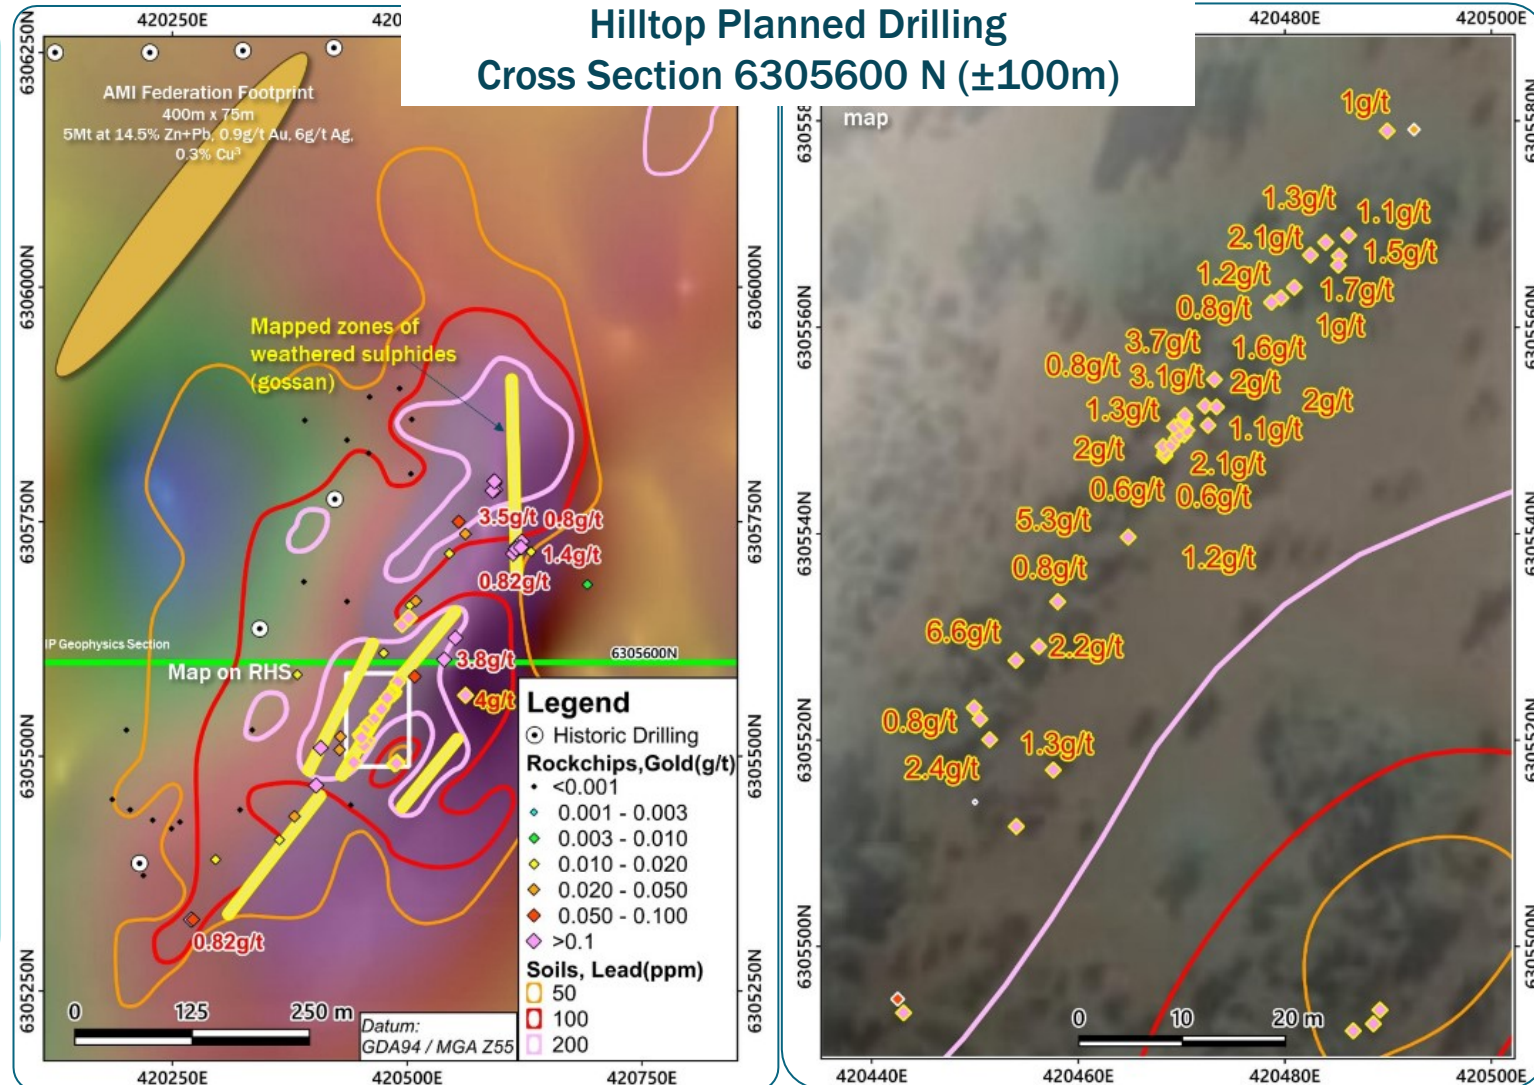 Hilltop Planned Drilling
Cross Section 6305600 N (±100m)
420250E
420
6306250N
AMI Federation Footprint
400m x 75m
5Mt at 14.5% Zn+Pb, 0.9g/t Au, 6g/t Ag,
0.3% Cu³
6306000N
6306000N
Mapped zones of
weathered sulphides
(gossan)
6305750N
6305750N
3.5g/t
0.8g/t
1.4g/t
0.82g/t
IP Geophysics Section
6305600N
Map on RHS
3.8g/t
4g/t
6305500N
6305500N
0.82g/t
6305250N
6305250N
0
125
250 m
Datum:
GDA94 / MGA Z55
420250E
420500E
420750E
Legend
Historic Drilling
Rockchips,Gold(g/t)
<0.001
0.001 - 0.003
0.003 - 0.010
0.010 - 0.020
0.020 - 0.050
0.050 - 0.100
>0.1
Soils, Lead(ppm)
50
100
200
420480E
420500E
map
6305580N
1g/t
1.3g/t
1.1g/t
2.1g/t
1.5g/t
1.2g/t
1.7g/t
0.8g/t
1g/t
3.7g/t
1.6g/t
0.8g/t
3.1g/t
2g/t
2g/t
1.3g/t
1.1g/t
2g/t
2.1g/t
0.6g/t
0.6g/t
5.3g/t
1.2g/t
0.8g/t
6.6g/t
2.2g/t
0.8g/t
1.3g/t
2.4g/t
6305560N
6305560N
6305540N
6305540N
6305520N
6305520N
6305500N
6305500N
0
10
20 m
420440E
420460E
420480E
420500E